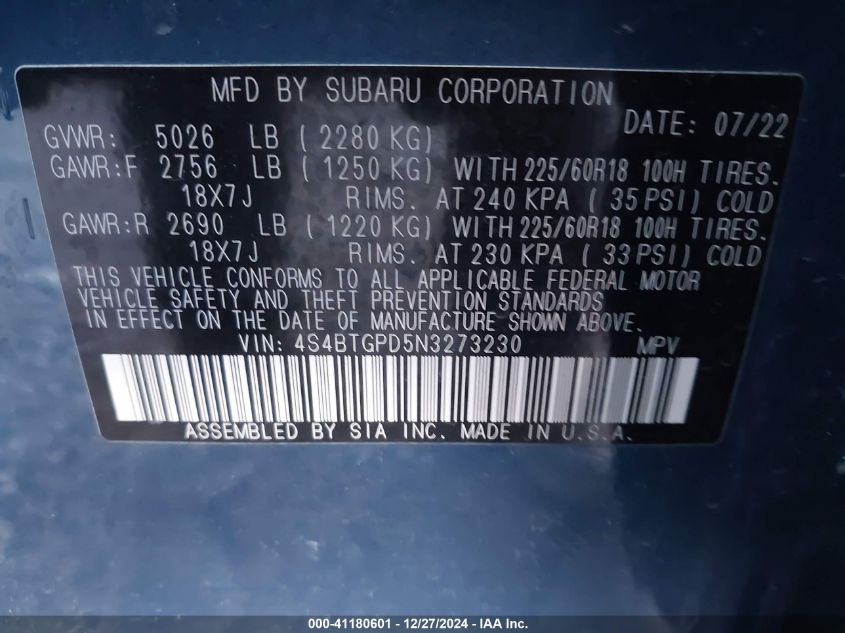 MFD BY SUBARU CORPORATION
DATE: 07/22
GVWR: 5026 LB ( 2280 KG)
GAWR:F 2756 LB ( 1250 KG) WITH 225/60R18 100H TIRES.
18X7J RIMS. AT 240 KPA ( 35 PSI) COLD
GAWR:R 2690 LB ( 1220 KG) WITH 225/60R18 100H TIRES.
18X7J RIMS. AT 230 KPA ( 33 PSI) COLD
THIS VEHICLE CONFORMS TO ALL APPLICABLE FEDERAL MOTOR
VEHICLE SAFETY AND THEFT PREVENTION STANDARDS
IN EFFECT ON THE DATE OF MANUFACTURE SHOWN ABOVE.
VIN: 4S4BTGPD5N3273230 MPV
ASSEMBLED BY SIA INC. MADE IN U.S.A.
000-41180601 - 12/27/2024 - IAA Inc.